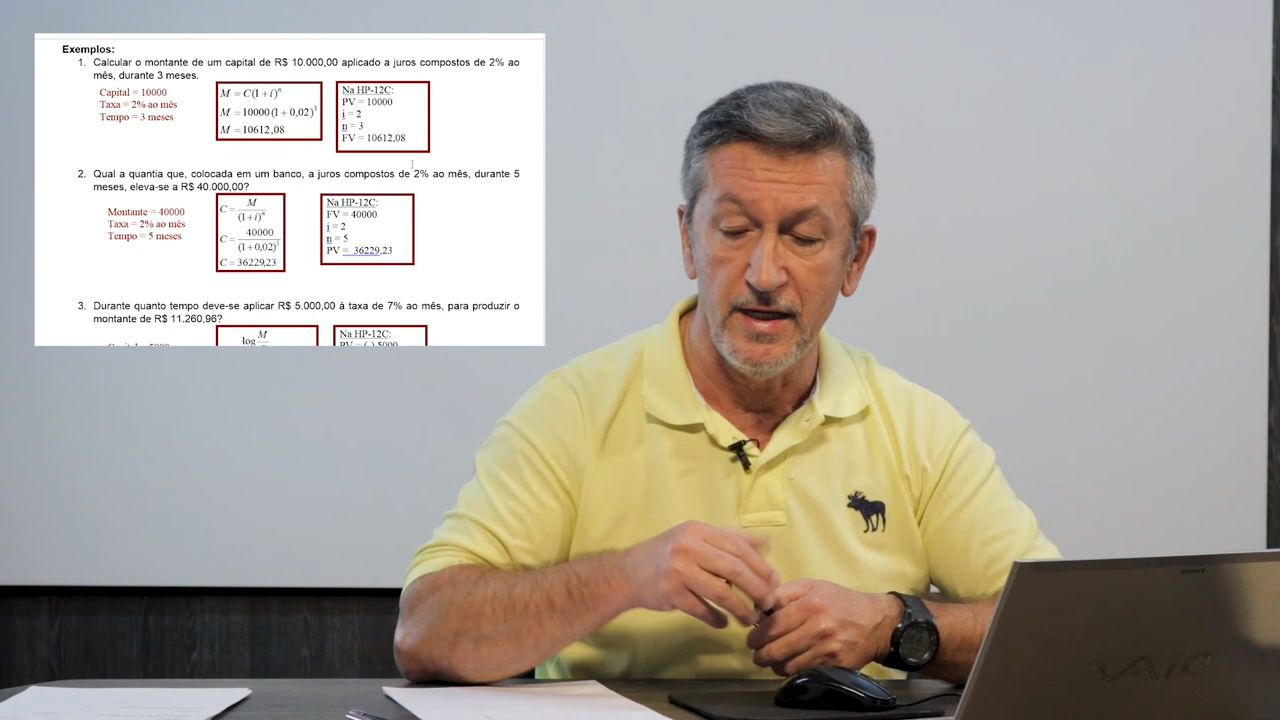 Exemplos:
1. Calcular o montante de um capital de R$ 10.000,00 aplicado a juros compostos de 2% ao
mês, durante 3 meses.
Capital = 10000
Taxa = 2% ao mês
Tempo = 3 meses
M = C(1+i)^n
M = 10000(1+0,02)^3
M = 10612,08
Na HP-12C:
PV = 10000
i = 2
n = 3
FV = 10612,08
2. Qual a quantia que, colocada em um banco, a juros compostos de 2% ao mês, durante 5
meses, eleva-se a R$ 40.000,00?
Montante = 40000
Taxa = 2% ao mês
Tempo = 5 meses
C = M/(1+i)^n
C = 40000/(1+0,02)^5
C = 36229,23
Na HP-12C:
FV = 40000
i = 2
n = 5
PV = 36229,23
3. Durante quanto tempo deve-se aplicar R$ 5.000,00 à taxa de 7% ao mês, para produzir o
montante de R$ 11.260,96?
log M
Na HP-12C:
SONY
VAIO